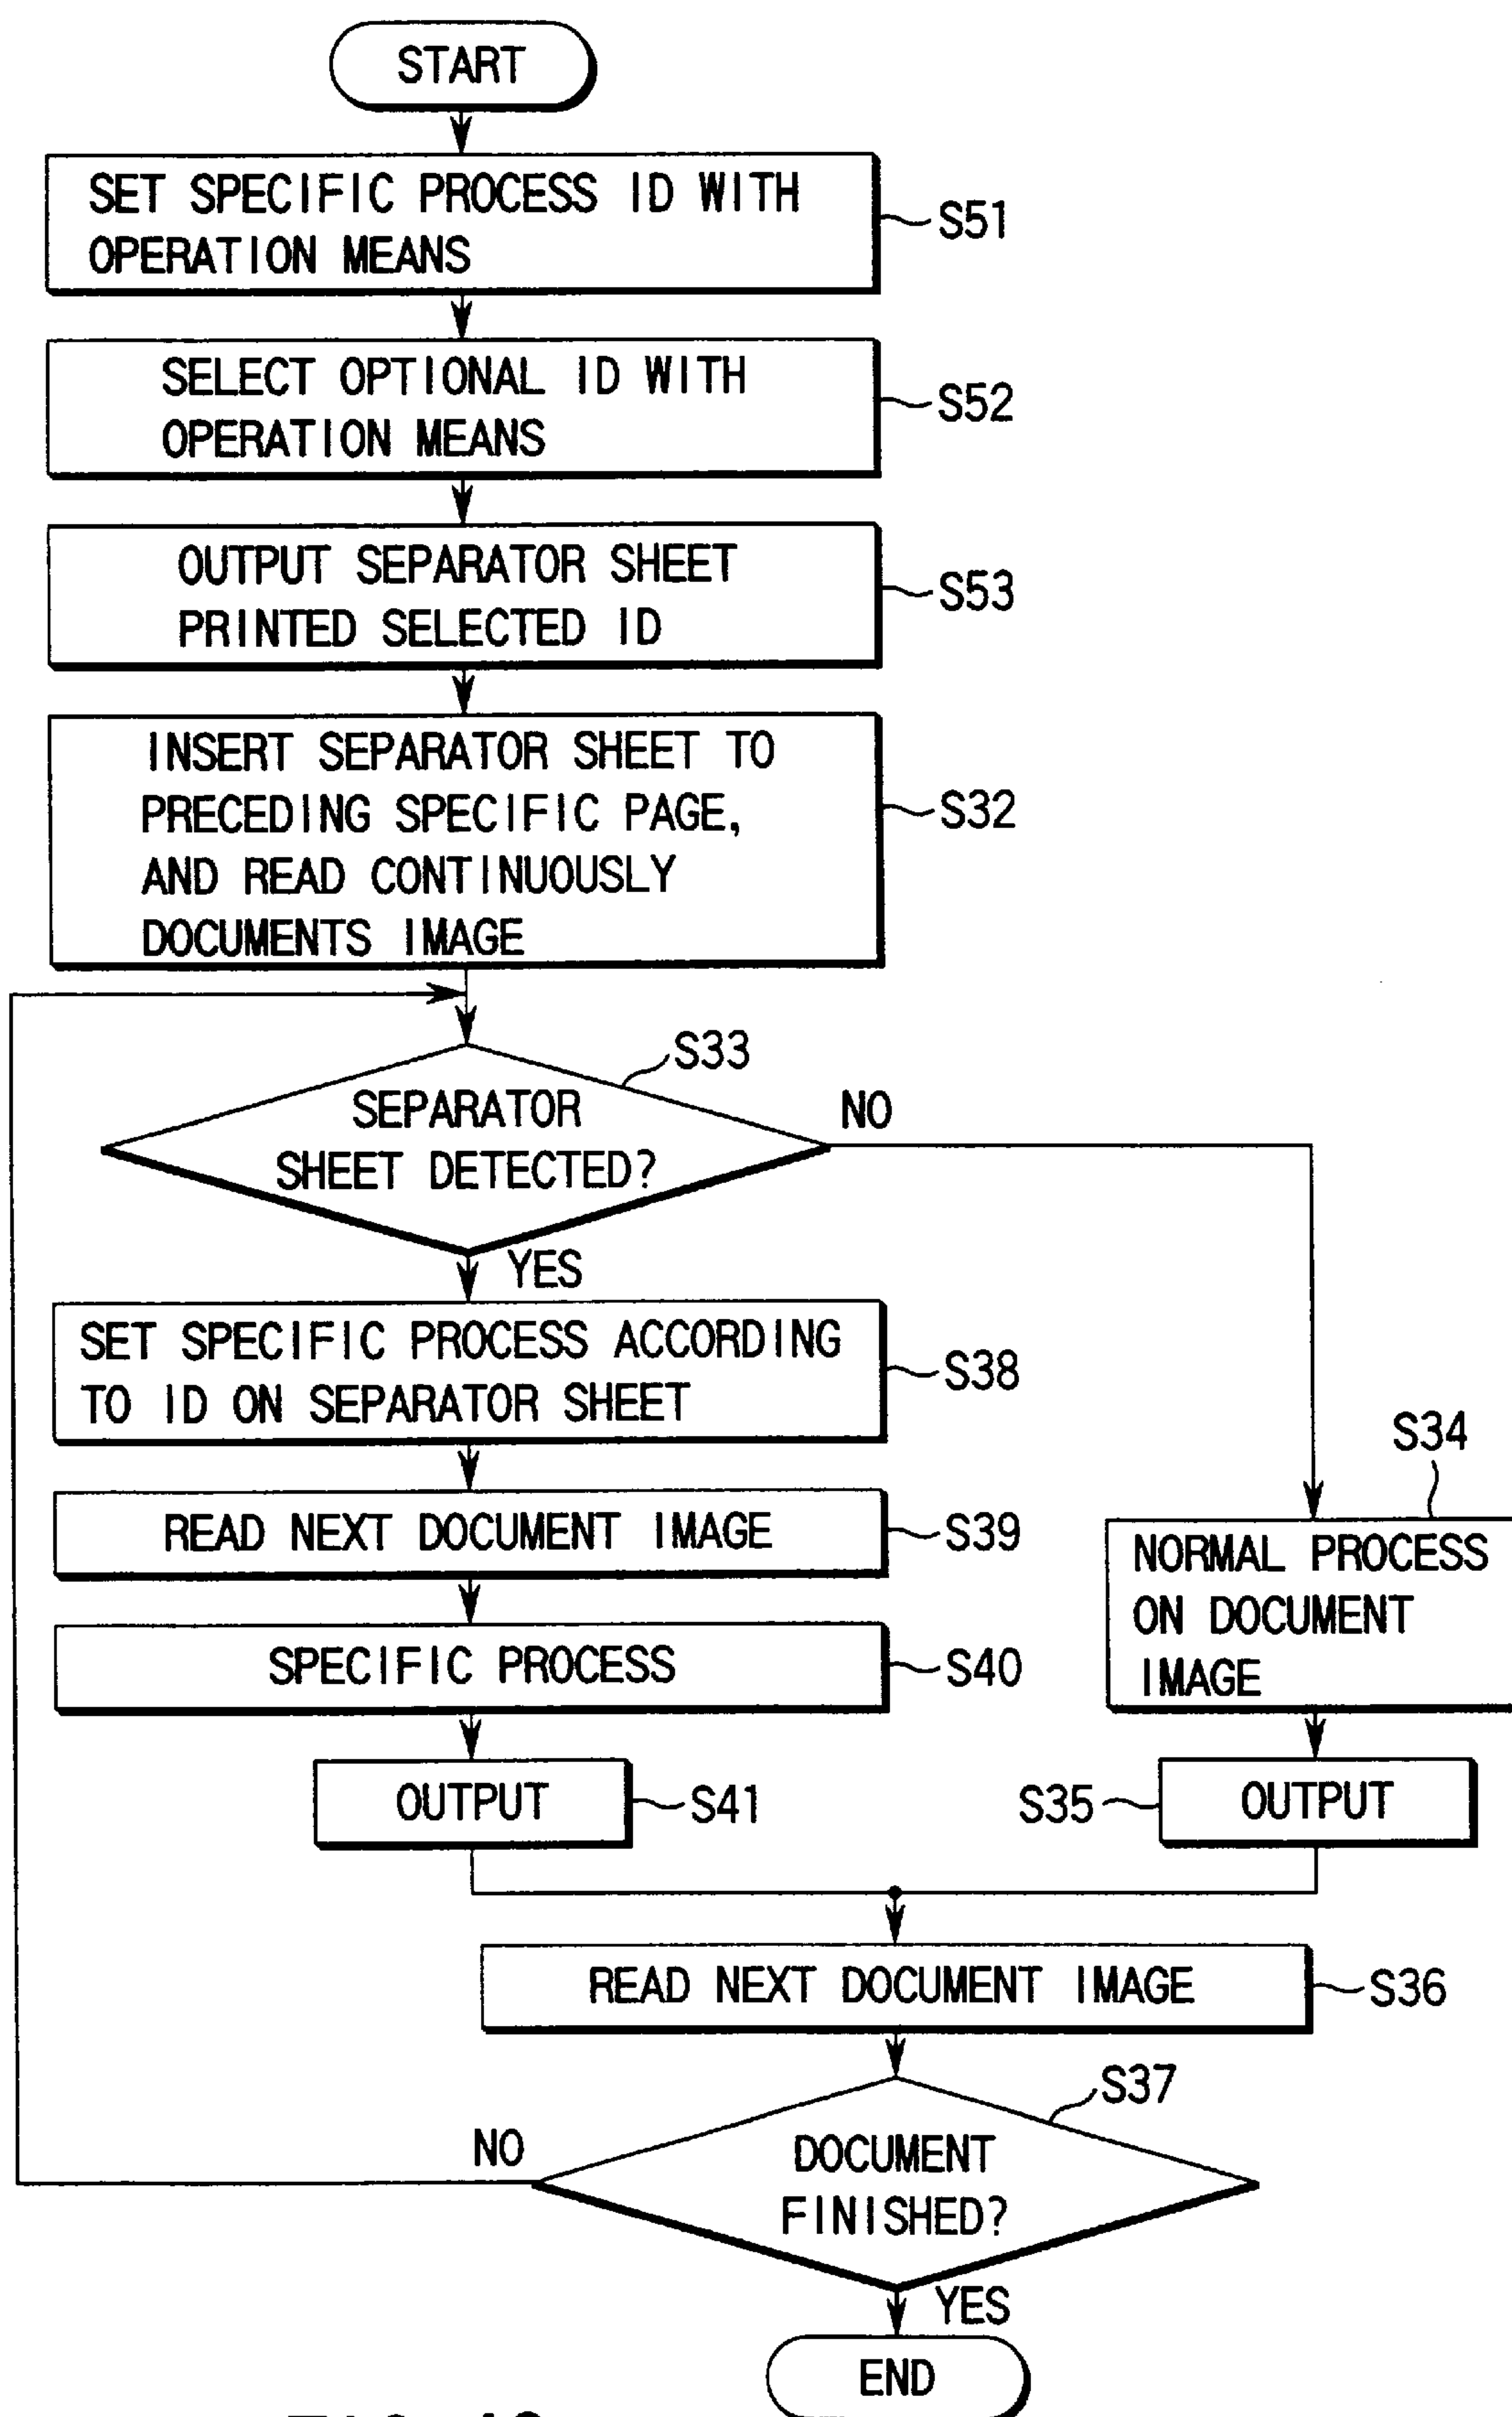 START
SET SPECIFIC PROCESS ID WITH
OPERATION MEANS
S51
SELECT OPTIONAL ID WITH
OPERATION MEANS
S52
OUTPUT SEPARATOR SHEET
PRINTED SELECTED ID
S53
INSERT SEPARATOR SHEET TO
PRECEDING SPECIFIC PAGE,
AND READ CONTINUOUSLY
DOCUMENTS IMAGE
S32
S33
SEPARATOR
SHEET DETECTED?
NO
YES
SET SPECIFIC PROCESS ACCORDING
TO ID ON SEPARATOR SHEET
S38
READ NEXT DOCUMENT IMAGE
S39
SPECIFIC PROCESS
S40
OUTPUT
S41
S34
NORMAL PROCESS
ON DOCUMENT
IMAGE
S35
OUTPUT
READ NEXT DOCUMENT IMAGE
S36
S37
DOCUMENT
FINISHED?
NO
YES
END